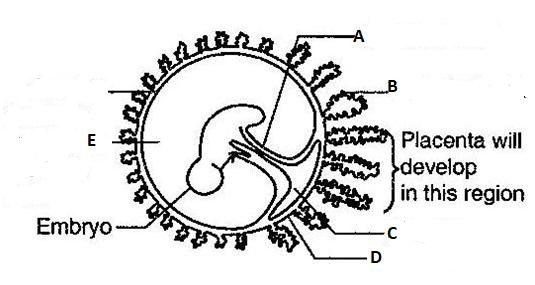 A
B
E
Placenta will
develop
in this region
Embryo
C
D